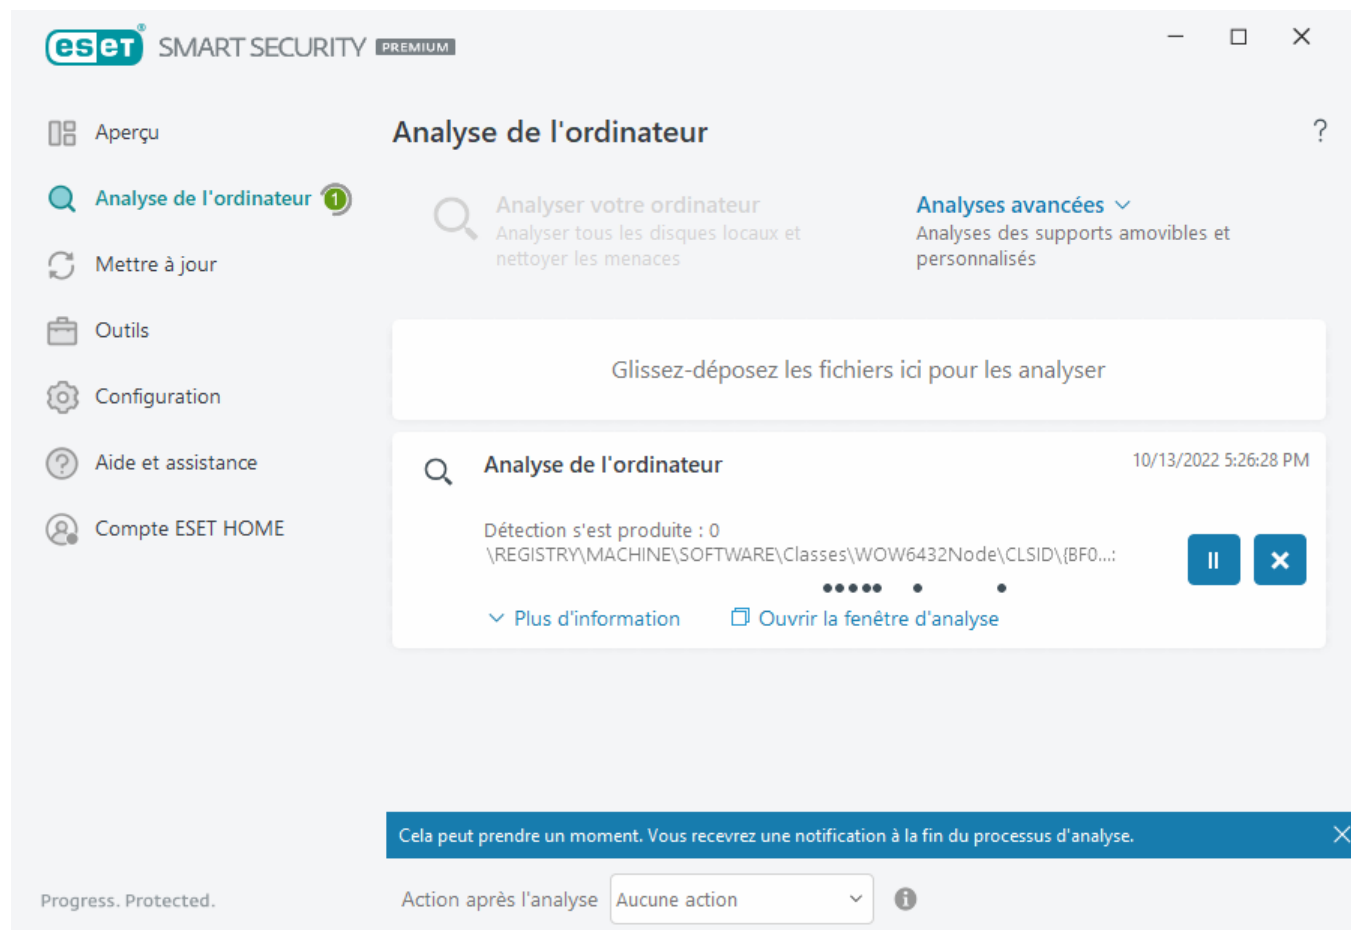 eset® SMART SECURITY PREMIUM
Aperçu
Analyse de l'ordinateur 1
Mettre à jour
Outils
Configuration
Aide et assistance
Compte ESET HOME
Progress. Protected.
Analyse de l'ordinateur ?
Analyser votre ordinateur
Analyser tous les disques locaux et
nettoyer les menaces
Analyses avancées
Analyses des supports amovibles et
personnalisés
Glissez-déposez les fichiers ici pour les analyser
Analyse de l'ordinateur 10/13/2022 5:26:28 PM
Détection s'est produite : 0
\REGISTRY\MACHINE\SOFTWARE\Classes\WOW6432Node\CLSID\{BF0...:
Plus d'information Ouvrir la fenêtre d'analyse
Cela peut prendre un moment. Vous recevrez une notification à la fin du processus d'analyse.
Action après l'analyse Aucune action